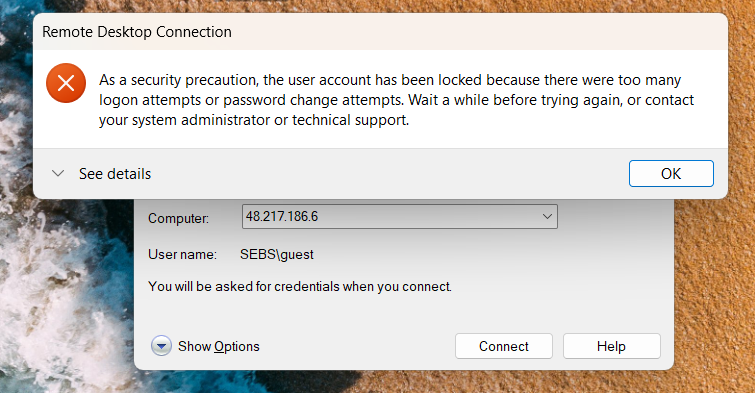 Remote Desktop Connection
As a security precaution, the user account has been locked because there were too many
logon attempts or password change attempts. Wait a while before trying again, or contact
your system administrator or technical support.
See details
OK
Computer:
48.217.186.6
User name:
SEBS\guest
You will be asked for credentials when you connect.
Show Options
Connect
Help